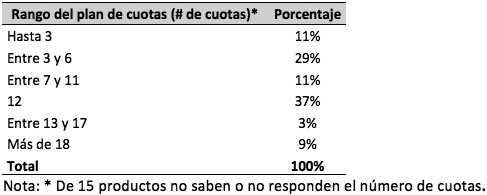 Rango del plan de cuotas (# de cuotas)* Porcentaje
Hasta 3 11%
Entre 3 y 6 29%
Entre 7 y 11 11%
12 37%
Entre 13 y 17 3%
Más de 18 9%
Total 100%
Nota: * De 15 productos no saben o no responden el número de cuotas.